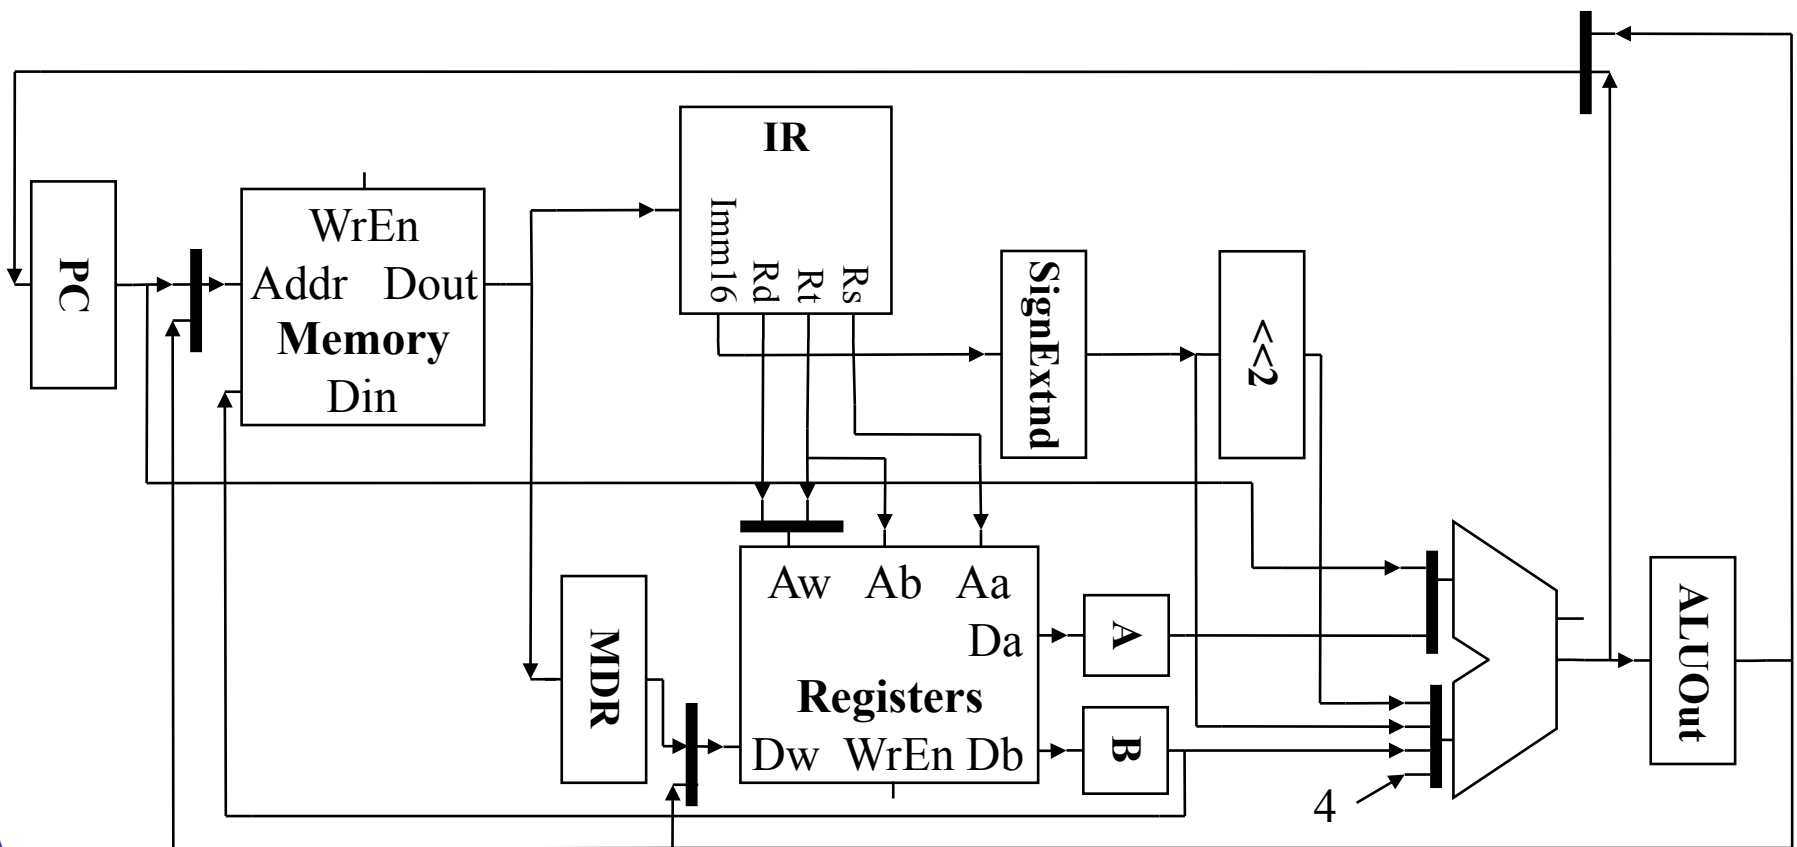 IR
WrEn
Imm16
Rd
Rt
Rs
PC
Addr Dout
Memory
Din
SignExtnd
<<2
Aw Ab Aa
Da
A
MDR
Registers
Dw WrEn Db
B
ALUOut
4